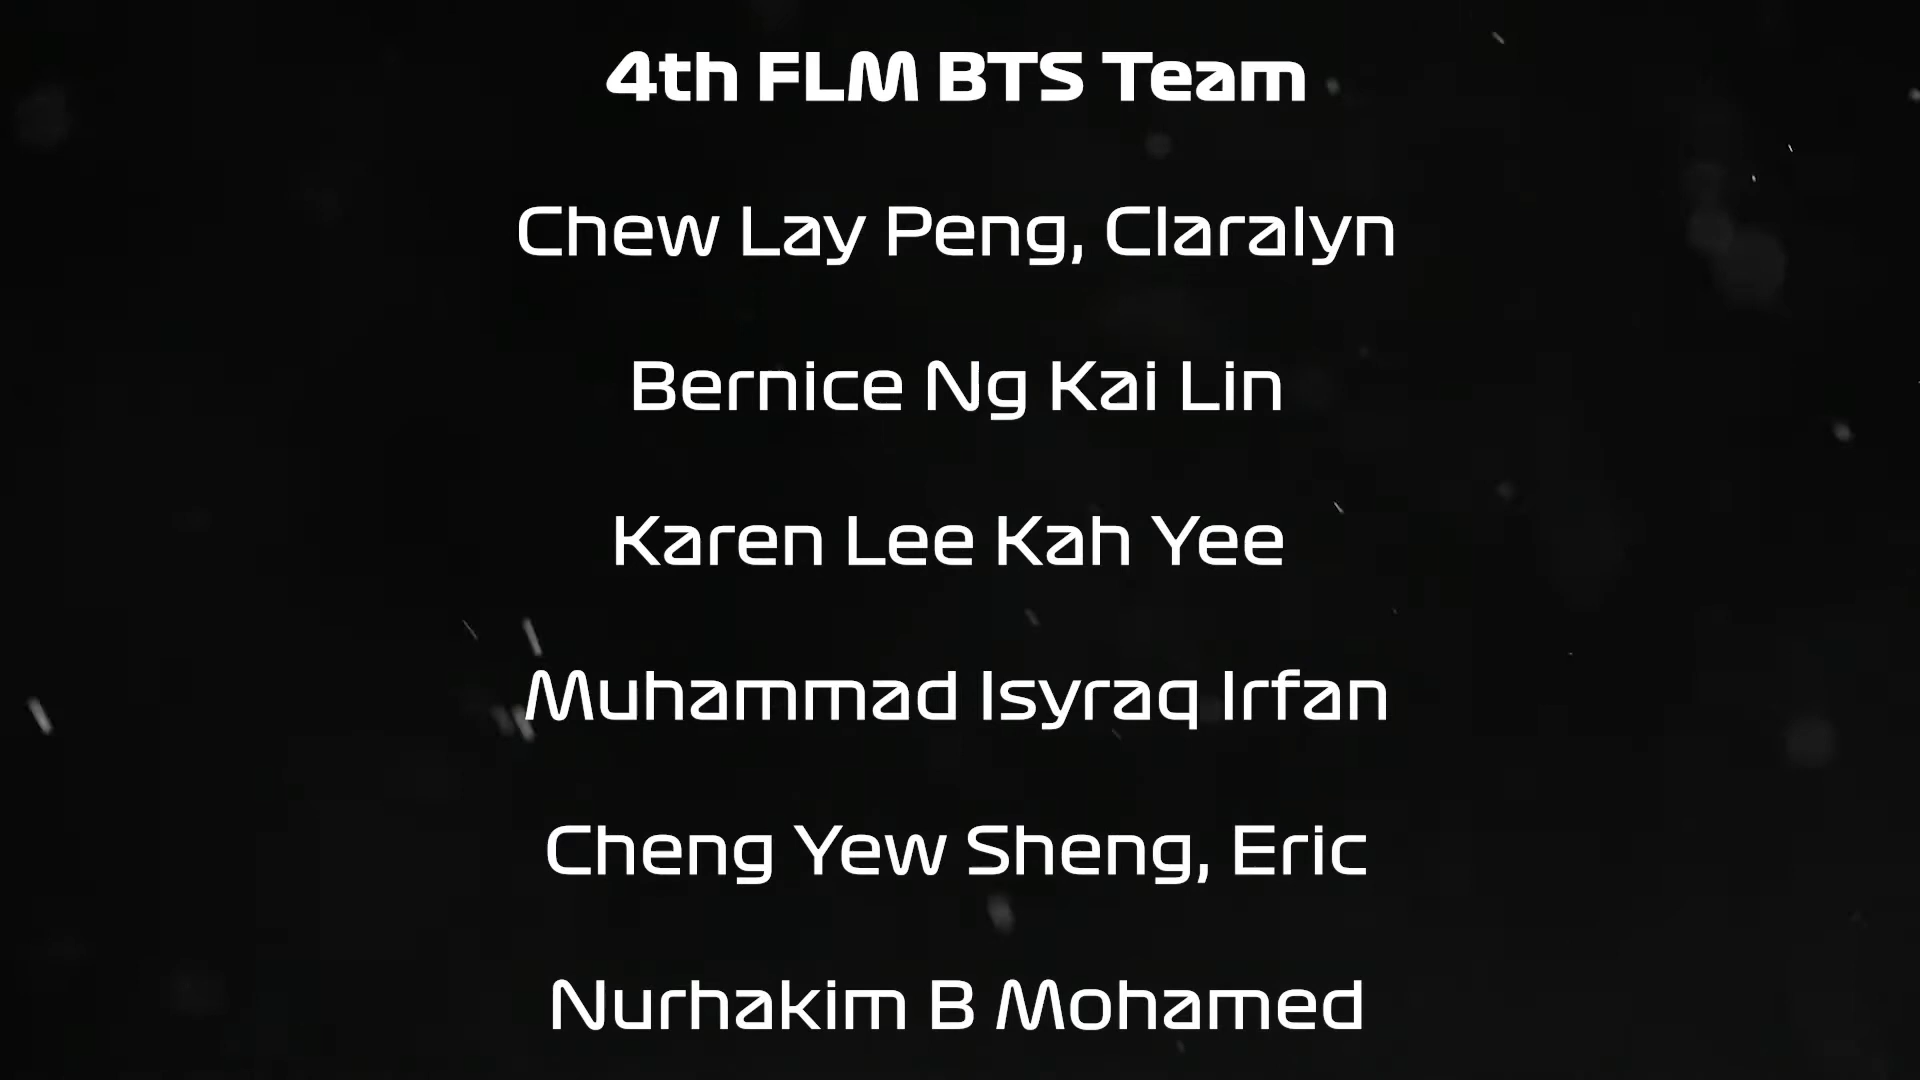 4th FLM BTS Team
Chew Lay Peng, Claralyn
Bernice Ng Kai Lin
Karen Lee Kah Yee
Muhammad Isyraq Irfan
Cheng Yew Sheng, Eric
Nurhakim B Mohamed